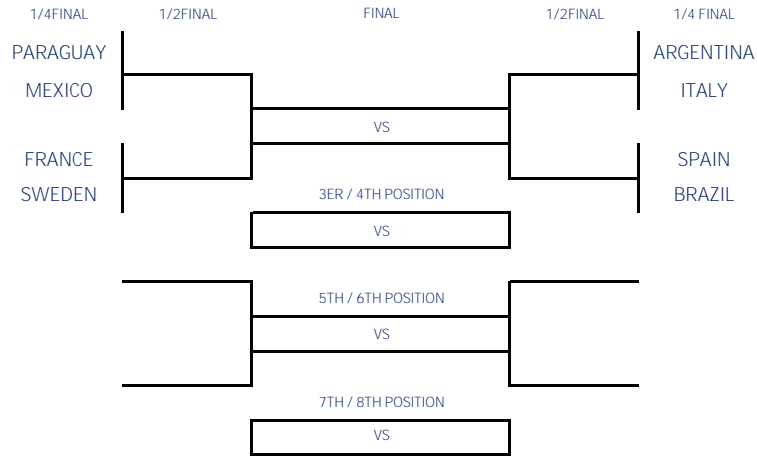 1/4FINAL 1/2FINAL FINAL 1/2FINAL 1/4 FINAL
PARAGUAY ARGENTINA
MEXICO ITALY
VS
FRANCE SPAIN
SWEDEN 3ER / 4TH POSITION BRAZIL
VS
5TH / 6TH POSITION
VS
7TH / 8TH POSITION
VS